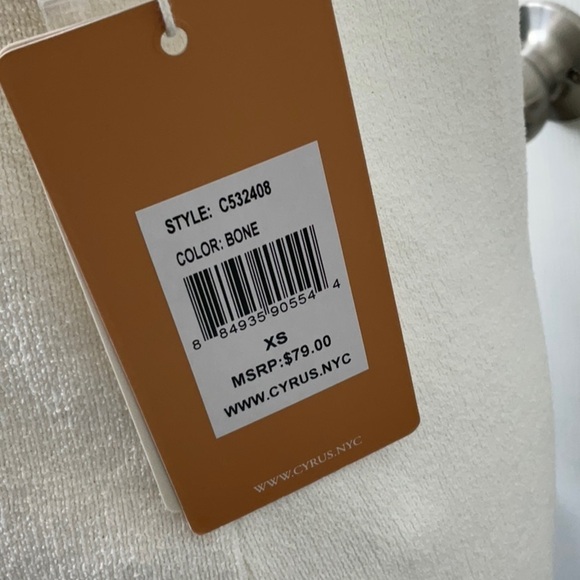 STYLE: C532408
COLOR: BONE
8 84935 90554 4
XS
MSRP:$79.00
WWW.CYRUS.NYC
WWW.CYRUS.NYC